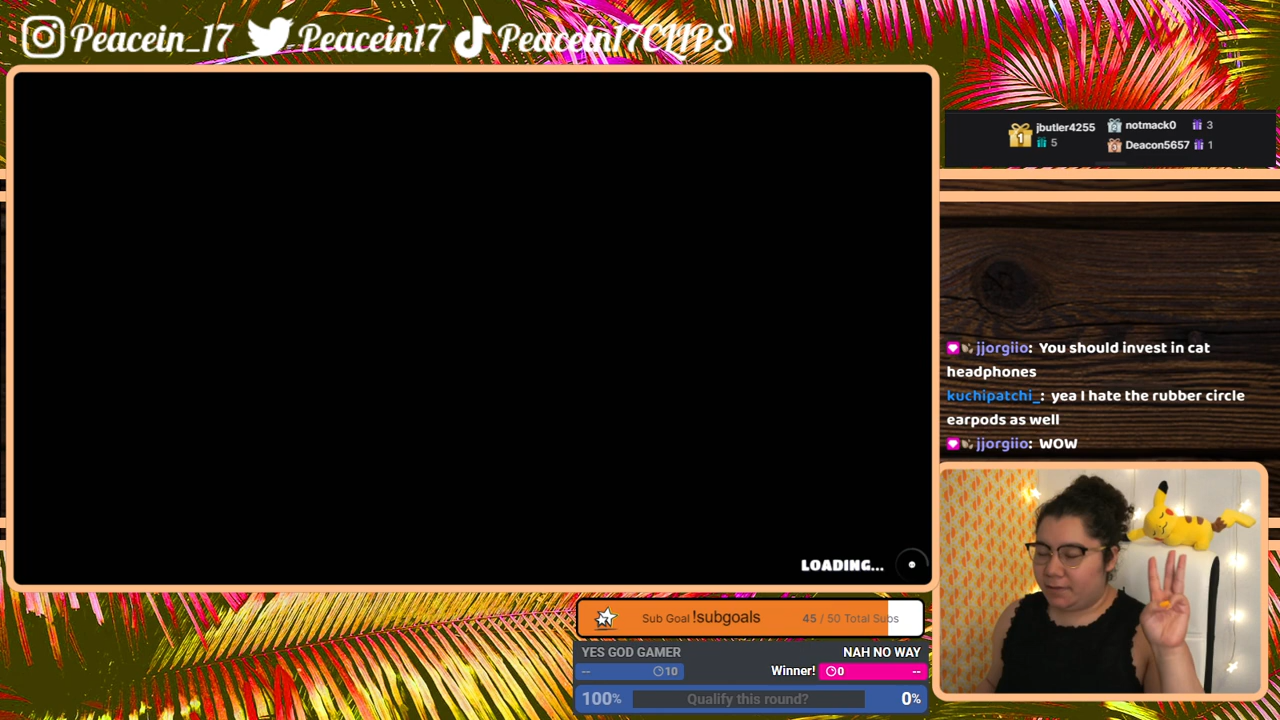 Peacein_17 Peacein17 Peacein17ClIPS
jbutler4255
5
notmack0 3
Deacon5657 1
jjorgiio: You should invest in cat
headphones
kuchipatchi_: yea I hate the rubber circle
earpods as well
jjorgiio: WOW
LOADING...
Sub Goal !subgoals 45 / 50 Total Subs
YES GOD GAMER NAH NO WAY
-- 10 Winner! 0 --
100% Qualify this round? 0%